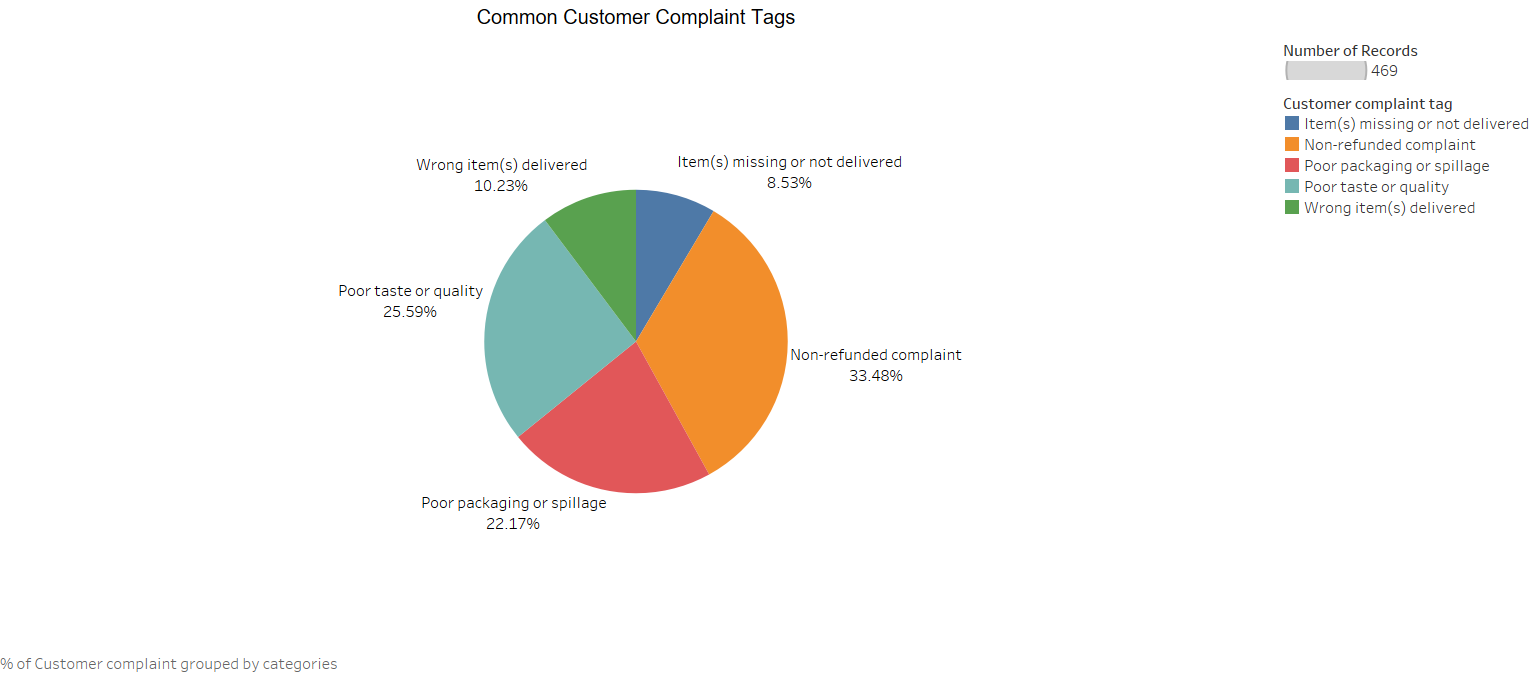 Common Customer Complaint Tags
Number of Records
469
Customer complaint tag
Item(s) missing or not delivered
Non-refunded complaint
Poor packaging or spillage
Poor taste or quality
Wrong item(s) delivered
Wrong item(s) delivered
10.23%
Item(s) missing or not delivered
8.53%
Poor taste or quality
25.59%
Non-refunded complaint
33.48%
Poor packaging or spillage
22.17%
% of Customer complaint grouped by categories